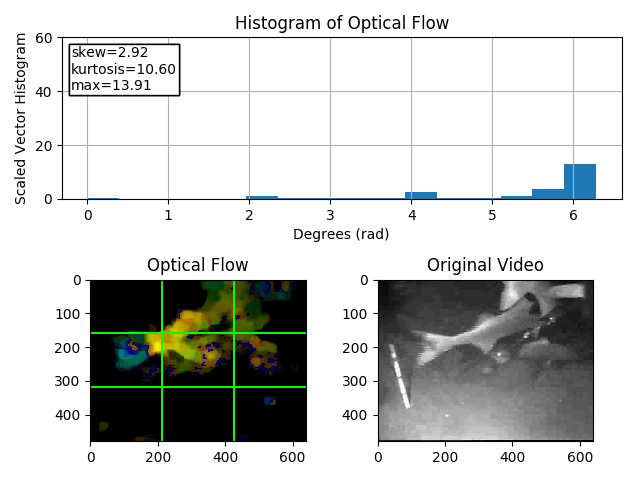 Histogram of Optical Flow
Scaled Vector Histogram
60
40
20
0
skew=2.92
kurtosis=10.60
max=13.91
0 1 2 3 4 5 6
Degrees (rad)
Optical Flow
0
100
200
300
400
0 200 400 600
Original Video
0
100
200
300
400
0 200 400 600